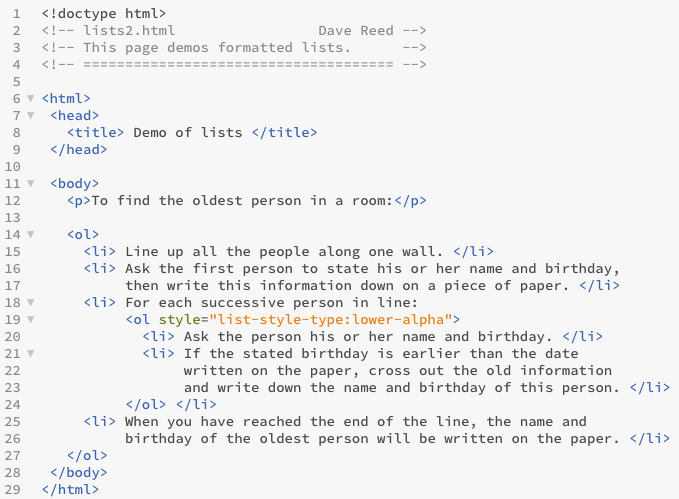 1 <!doctype html>
2 <!-- lists2.html                 Dave Reed -->
3 <!-- This page demos formatted lists.      -->
4 <!-- ===================================== -->
5
6 <html>
7  <head>
8    <title> Demo of lists </title>
9  </head>
10
11  <body>
12    <p>To find the oldest person in a room:</p>
13
14    <ol>
15      <li> Line up all the people along one wall. </li>
16      <li> Ask the first person to state his or her name and birthday,
17           then write this information down on a piece of paper. </li>
18      <li> For each successive person in line:
19           <ol style="list-style-type:lower-alpha">
20             <li> Ask the person his or her name and birthday. </li>
21             <li> If the stated birthday is earlier than the date
22                  written on the paper, cross out the old information
23                  and write down the name and birthday of this person. </li>
24           </ol> </li>
25      <li> When you have reached the end of the line, the name and
26           birthday of the oldest person will be written on the paper. </li>
27    </ol>
28  </body>
29 </html>